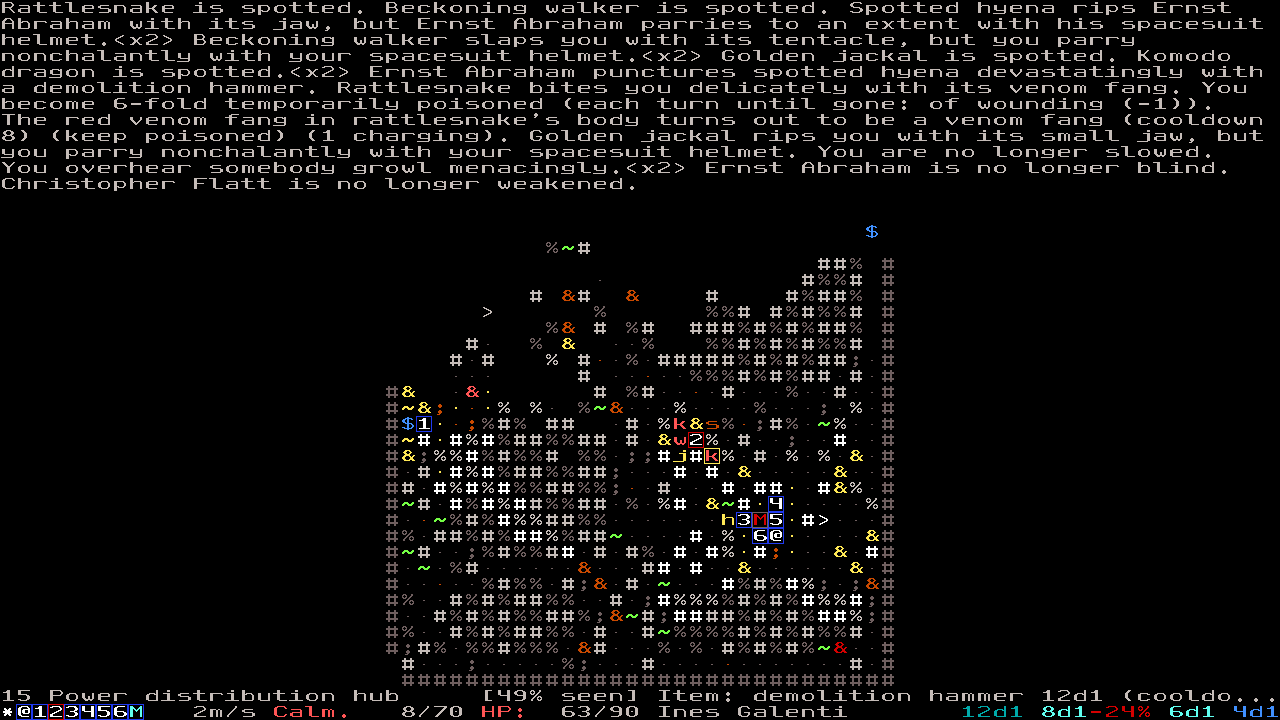 Rattlesnake is spotted. Beckoning walker is spotted. Spotted hyena rips Ernst
Abraham with its jaw, but Ernst Abraham parries to an extent with his spacesuit
helmet.<x2> Beckoning walker slaps you with its tentacle, but you parry
nonchalantly with your spacesuit helmet.<x2> Golden jackal is spotted. Komodo
dragon is spotted.<x2> Ernst Abraham punctures spotted hyena devastatingly with
a demolition hammer. Rattlesnake bites you delicately with its venom fang. You
become 6-fold temporarily poisoned (each turn until gone: of wounding (-1)).
The red venom fang in rattlesnake's body turns out to be a venom fang (cooldown
8) (keep poisoned) (1 charging). Golden jackal rips you with its small jaw, but
you parry nonchalantly with your spacesuit helmet. You are no longer slowed.
You overhear somebody growl menacingly.<x2> Ernst Abraham is no longer blind.
Christopher Flatt is no longer weakened.
15 Power distribution hub [49% seen] Item: demolition hammer 12d1 (cooldo...
*@123456M 2m/s Calm. 8/70 HP: 63/90 Ines Galenti 12d1 8d1-24% 6d1 4d1